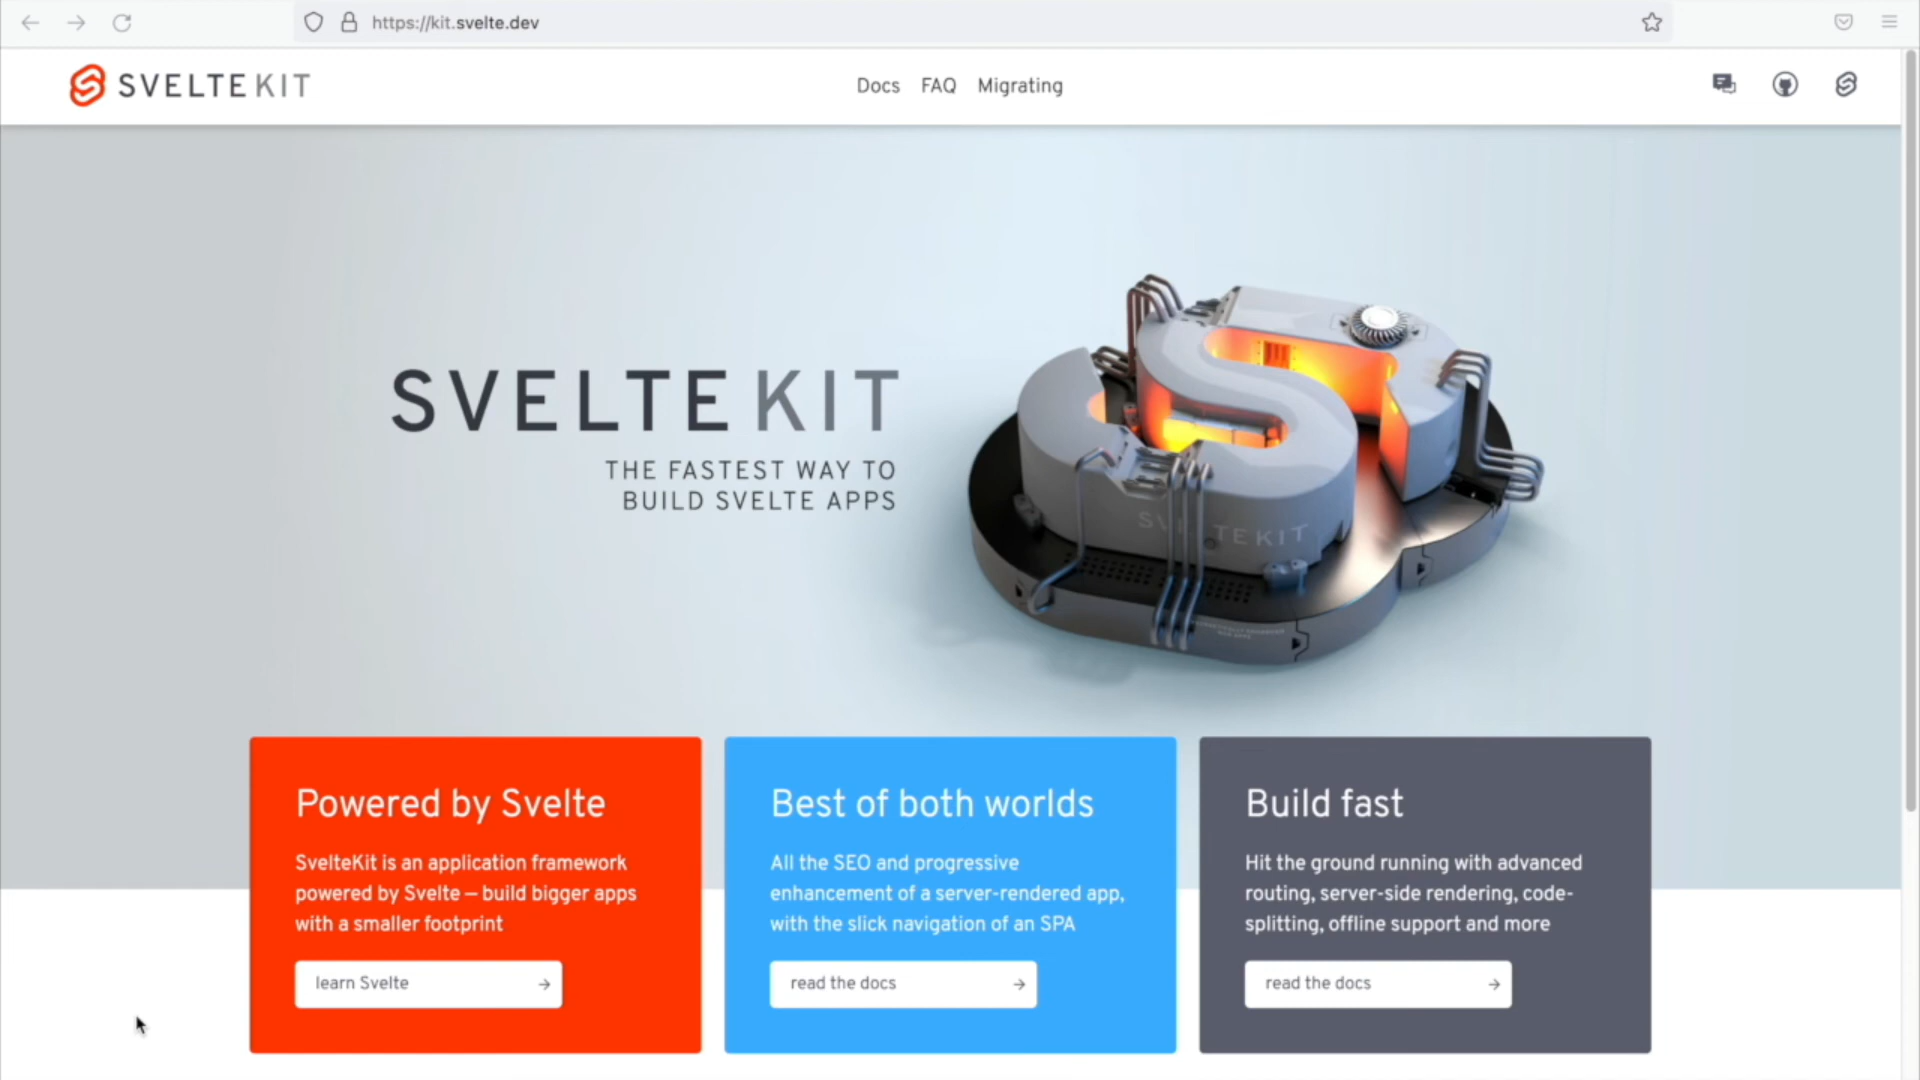 https://kit.svelte.dev
SVELTEKIT
Docs FAQ Migrating
SVELTEKIT
THE FASTEST WAY TO
BUILD SVELTE APPS
SV TEKIT
Powered by Svelte
SvelteKit is an application framework
powered by Svelte – build bigger apps
with a smaller footprint
learn Svelte →
Best of both worlds
All the SEO and progressive
enhancement of a server-rendered app,
with the slick navigation of an SPA
read the docs →
Build fast
Hit the ground running with advanced
routing, server-side rendering, code-
splitting, offline support and more
read the docs →